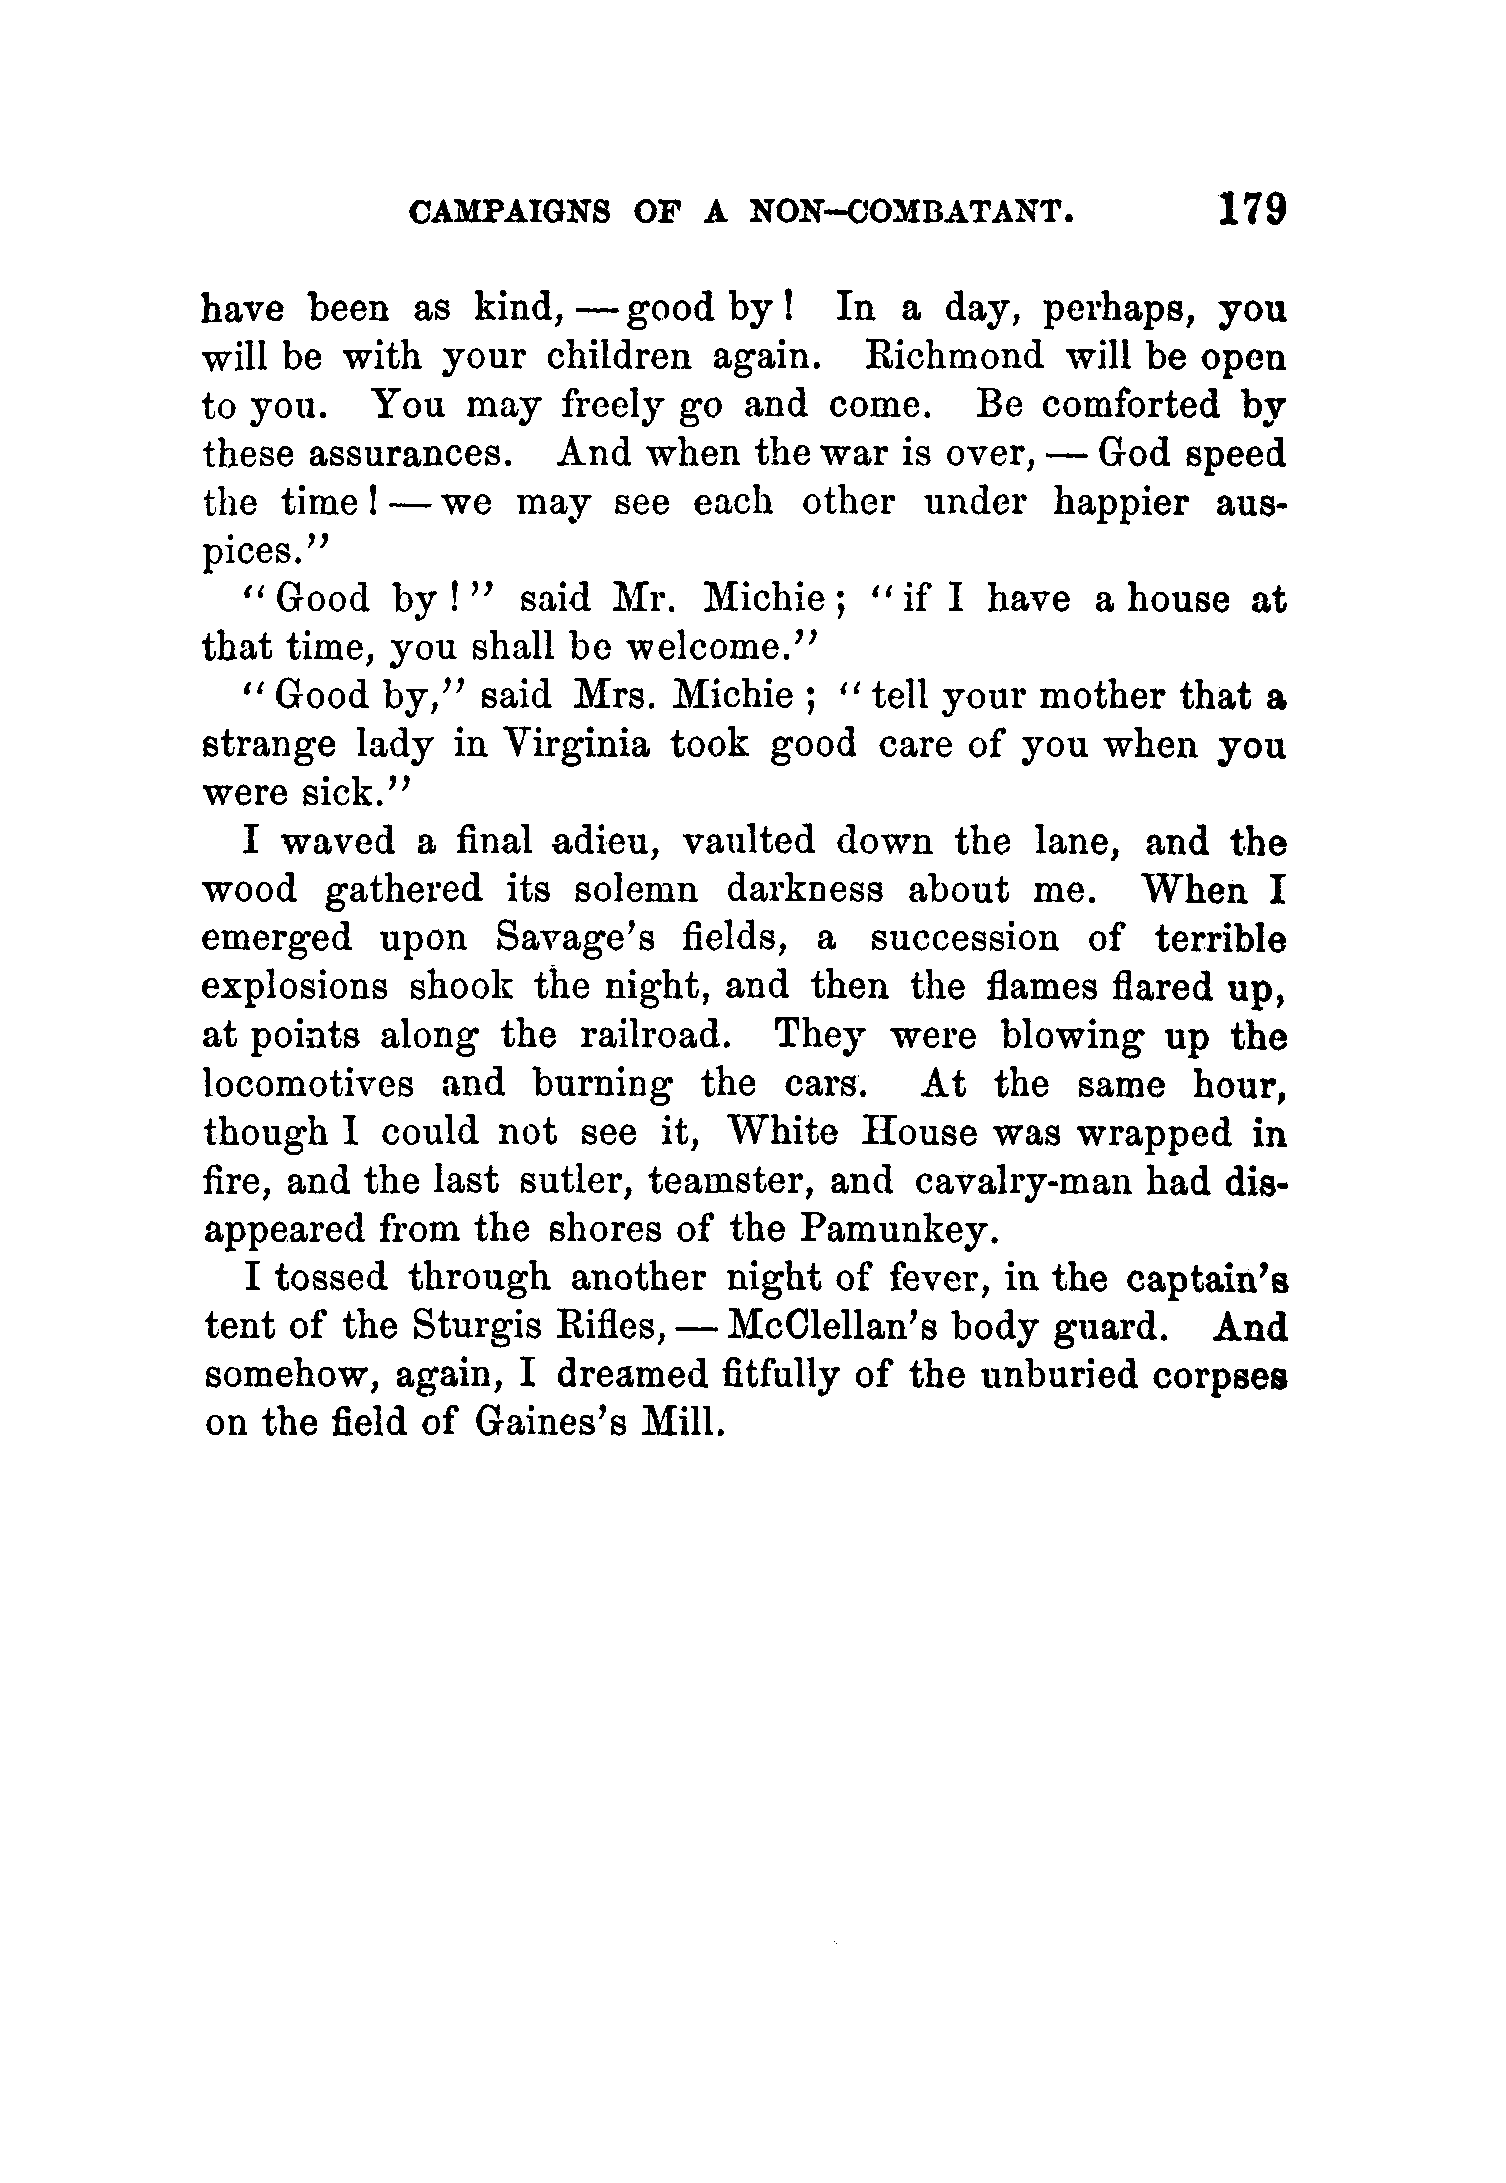 CAMPAIGNS OF A NON-COMBATANT. 179
have been as kind, — good by! In a day, perhaps, you
will be with your children again. Richmond will be open
to you. You may freely go and come. Be comforted by
these assurances. And when the war is over, — God speed
the time! — we may see each other under happier aus-
pices."
"Good by!" said Mr. Michie; "if I have a house at
that time, you shall be welcome."
"Good by," said Mrs. Michie; "tell your mother that a
strange lady in Virginia took good care of you when you
were sick."
I waved a final adieu, vaulted down the lane, and the
wood gathered its solemn darkness about me. When I
emerged upon Savage's fields, a succession of terrible
explosions shook the night, and then the flames flared up,
at points along the railroad. They were blowing up the
locomotives and burning the cars. At the same hour,
though I could not see it, White House was wrapped in
fire, and the last sutler, teamster, and cavalry-man had dis-
appeared from the shores of the Pamunkey.
I tossed through another night of fever, in the captain's
tent of the Sturgis Rifles, — McClellan's body guard. And
somehow, again, I dreamed fitfully of the unburied corpses
on the field of Gaines's Mill.